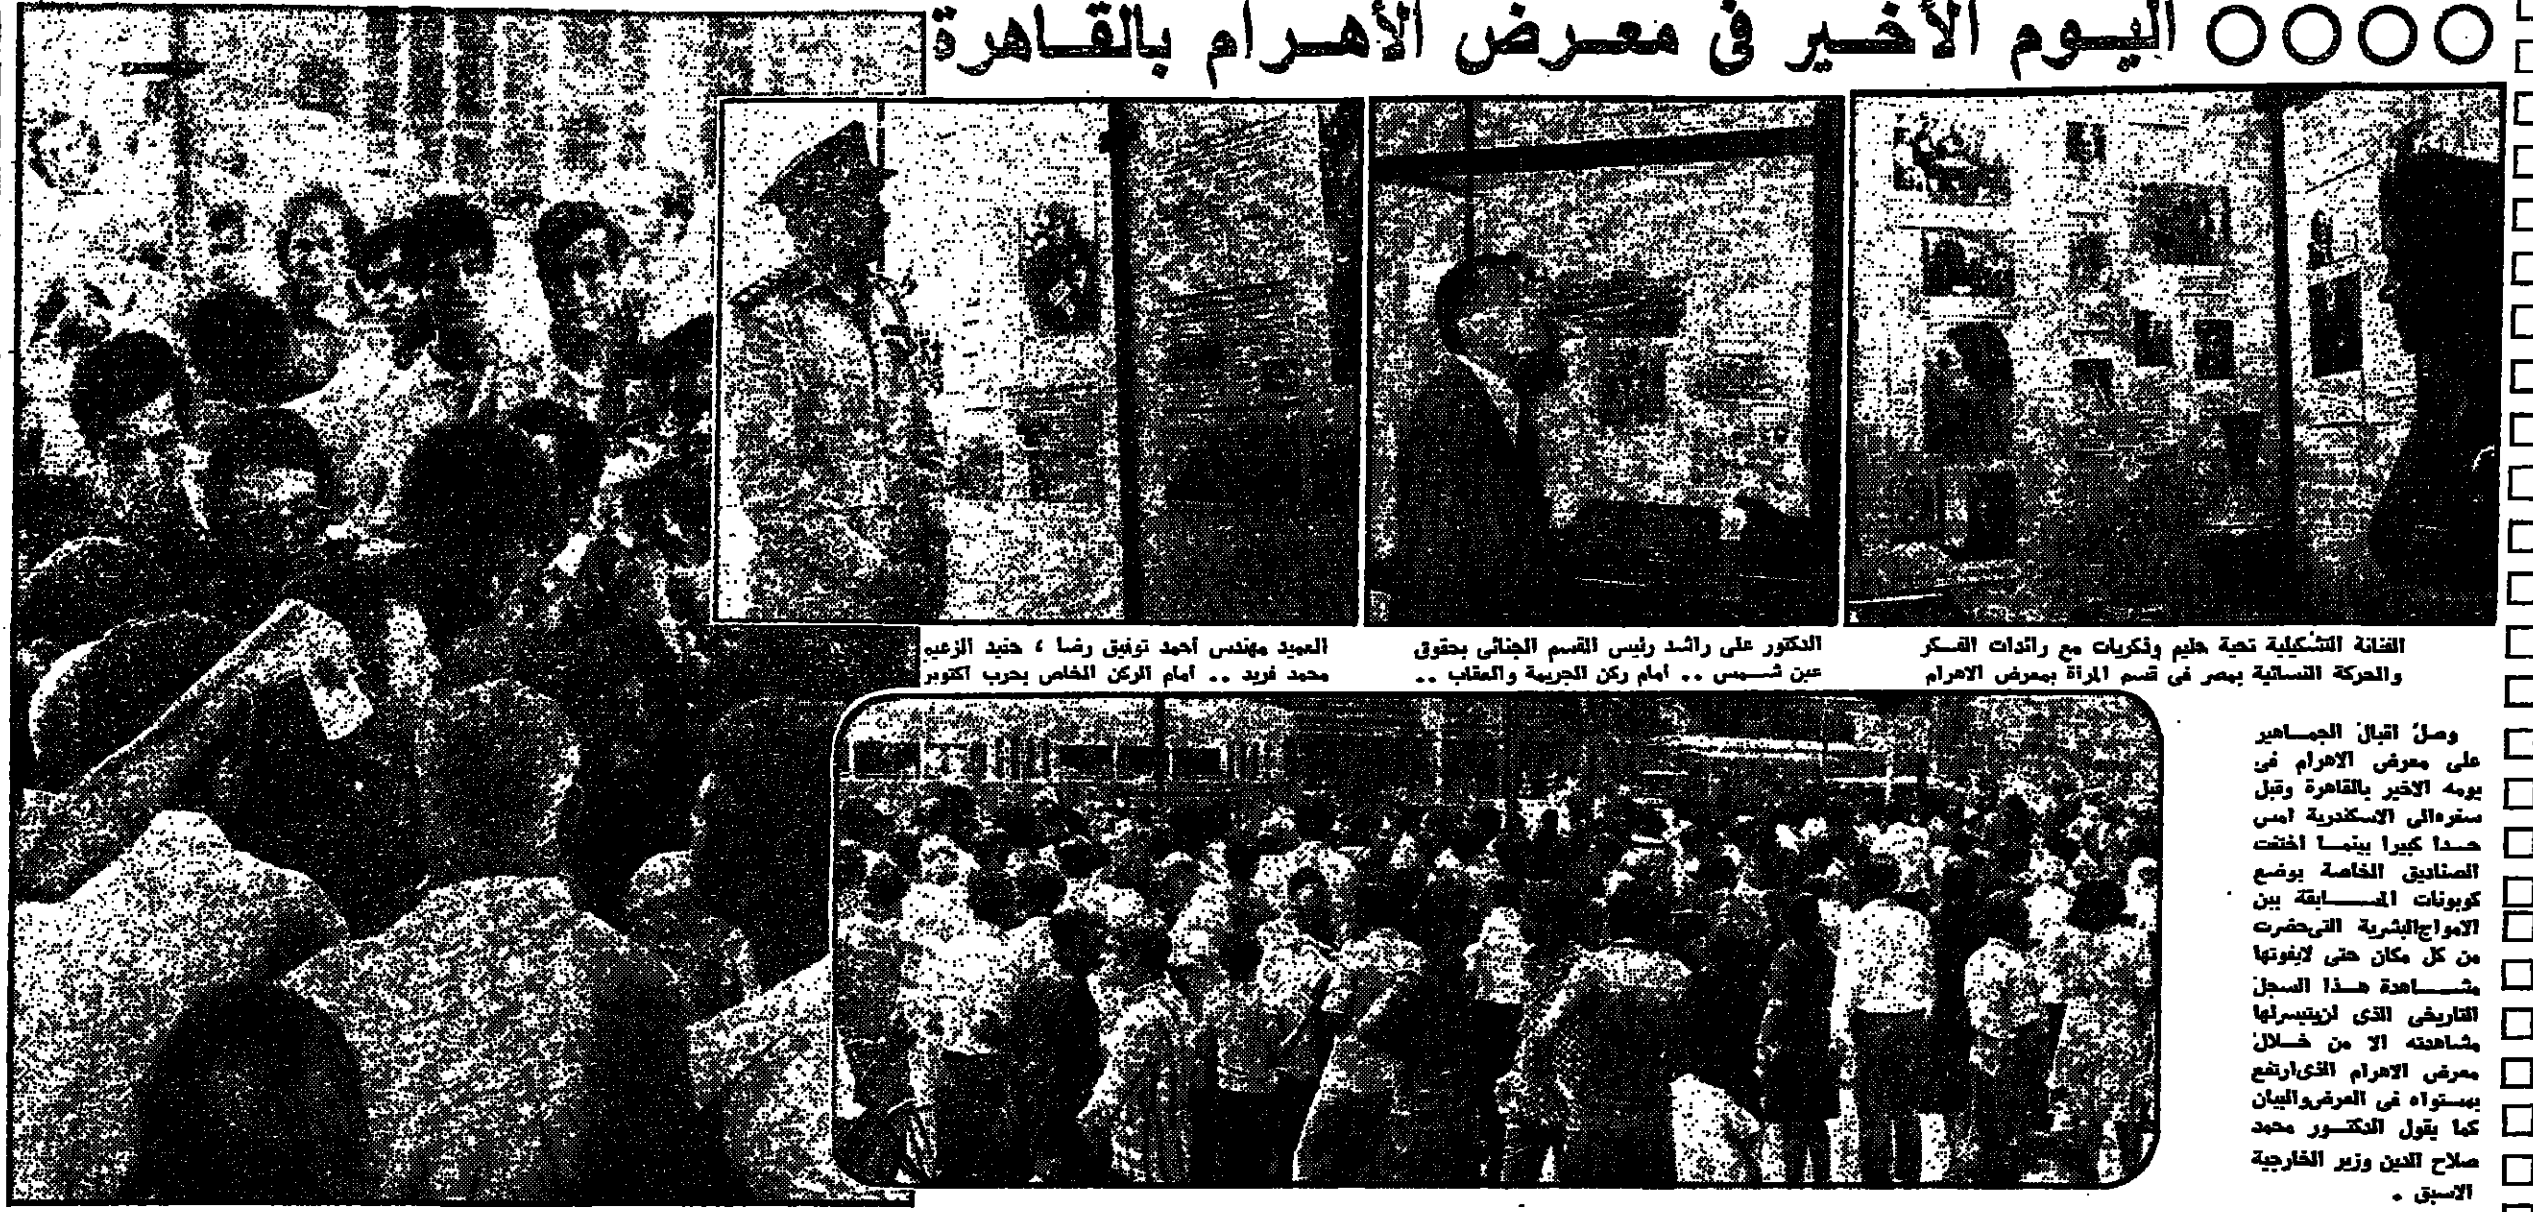 اليوم الأخير فى معرض الأهرام بالقاهرة
الفنانة التشكيلية تحية حليم وذكريات مع رائدات الفسكر
والحركة النسائية بمصر فى قسم المرأة بمعرض الاهرام
الدكتور على راشد رئيس القسم الجنائى بحقوق
عين شمس .. أمام ركن الجريمة والعقاب ..
العميد مهندس أحمد توفيق رضا ، حفيد الزعيم
محمد فريد .. أمام الركن الخاص بحرب أكتوبر
وصل اقبال الجماهير
على معرض الاهرام فى
يومه الاخير بالقاهرة وقبل
سفره الى الاسكندرية امس
حدا كبيرا بينما اختفت
الصناديق الخاصة بوضع
كوبونات المسابقة بين
الامواج البشرية التى حضرت
من كل مكان حتى لايفوتها
مشاهدة هذا السجل
التاريخى الذى لن يتيسر لها
مشاهدته الا من خلال
معرض الاهرام الذى ارتفع
بمستواه فى العرض والبيان
كما يقول الدكتور محمد
صلاح الدين وزير الخارجية
الاسبق .